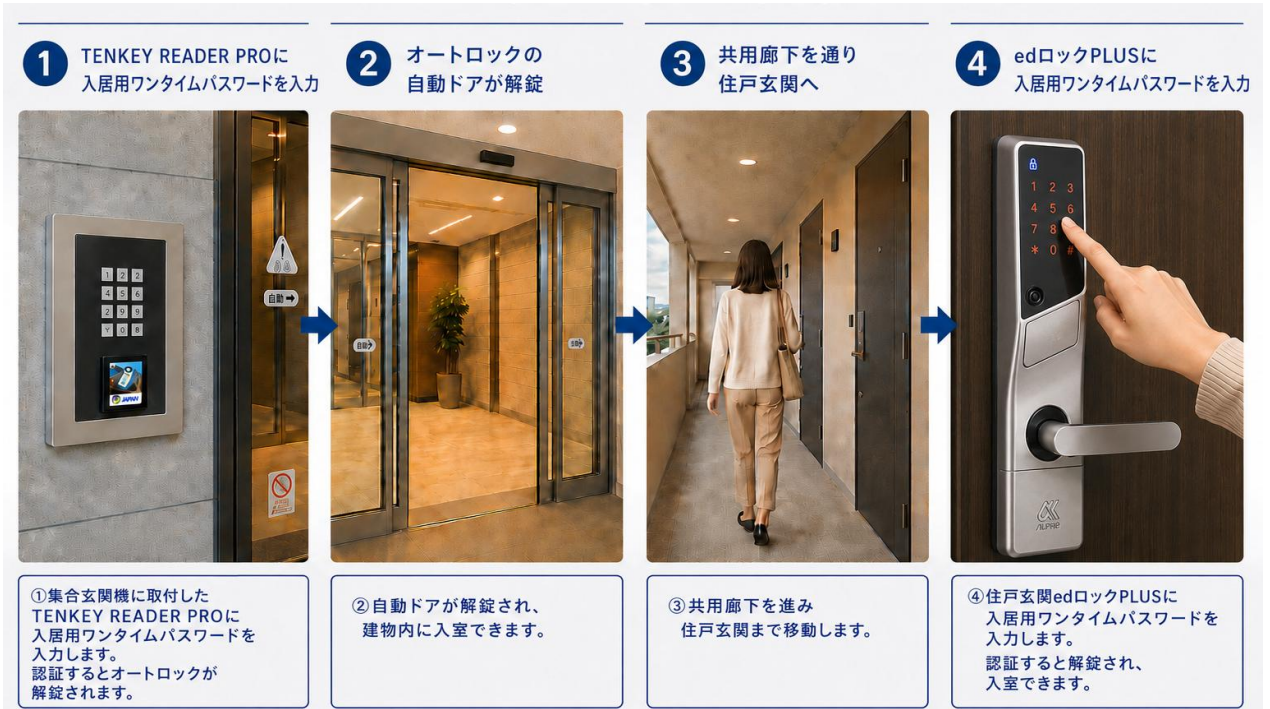 1
TENKEY READER PROに
入居用ワンタイムパスワードを入力
2
オートロックの
自動ドアが解錠
3
共用廊下を通り
住戸玄関へ
4
edロックPLUSに
入居用ワンタイムパスワードを入力
1 2 2
4 5 6
2 9 9
Y 0 8
JAPAN
自動
1 2 3
4 5 6
7 8
* 0 #
①集合玄関機に取付した
TENKEY READER PROに
入居用ワンタイムパスワードを
入力します。
認証するとオートロックが
解錠されます。
②自動ドアが解錠され、
建物内に入室できます。
③共用廊下を進み
住戸玄関まで移動します。
④住戸玄関edロックPLUSに
入居用ワンタイムパスワードを
入力します。
認証すると解錠され、
入室できます。